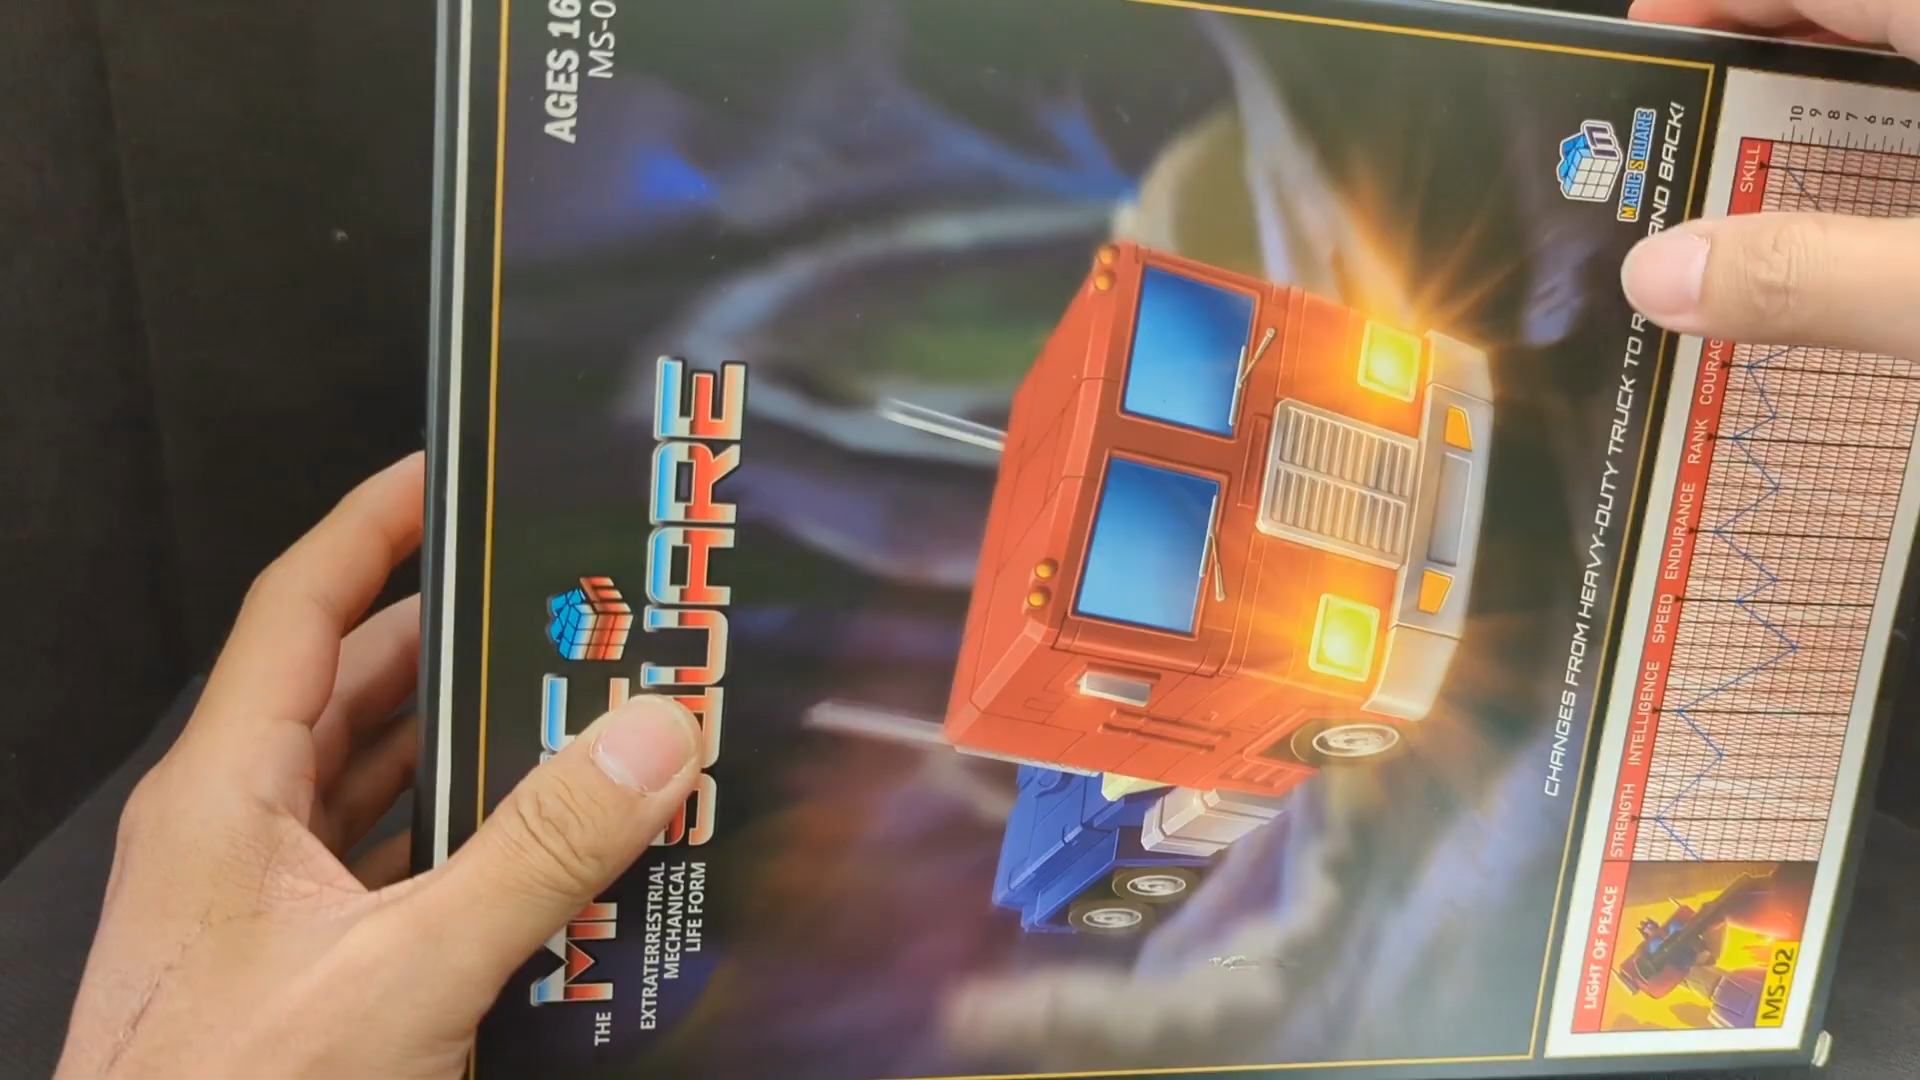 AGES 16
MS-0
THE
SQUARE
EXTRATERRESTRIAL
MECHANICAL
LIFE FORM
MAGIC SQUARE
CHANGES FROM HEAVY-DUTY TRUCK TO AND BACK!
LIGHT OF PEACE
STRENGTH INTELLIGENCE SPEED ENDURANCE RANK COURAG SKILL
10
9
8
7
6
5
4
MS-02